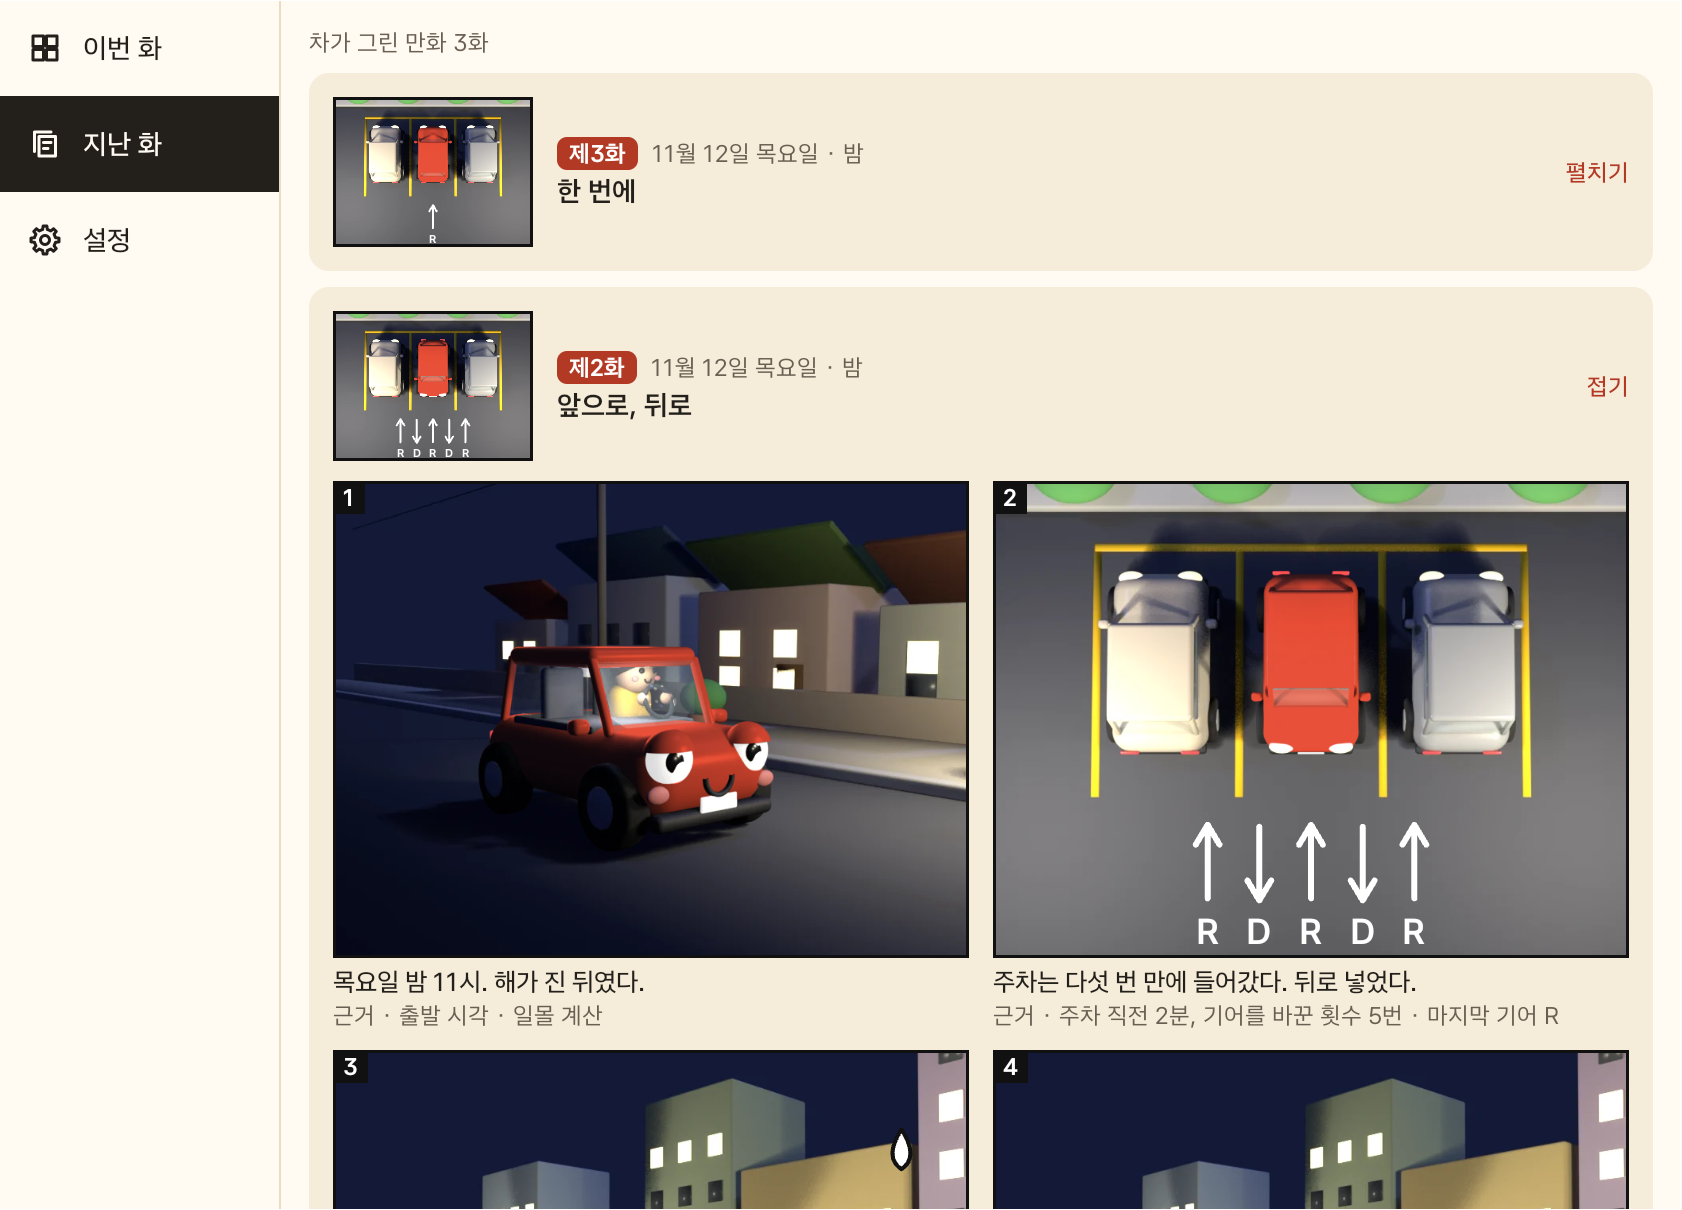 이번 화
지난 화
설정
차가 그린 만화 3화
R
제3화 11월 12일 목요일 · 밤
한 번에
펼치기
R D R D R
제2화 11월 12일 목요일 · 밤
앞으로, 뒤로
접기
1
목요일 밤 11시. 해가 진 뒤였다.
근거 · 출발 시각 · 일몰 계산
2
R D R D R
주차는 다섯 번 만에 들어갔다. 뒤로 넣었다.
근거 · 주차 직전 2분, 기어를 바꾼 횟수 5번 · 마지막 기어 R
3
4